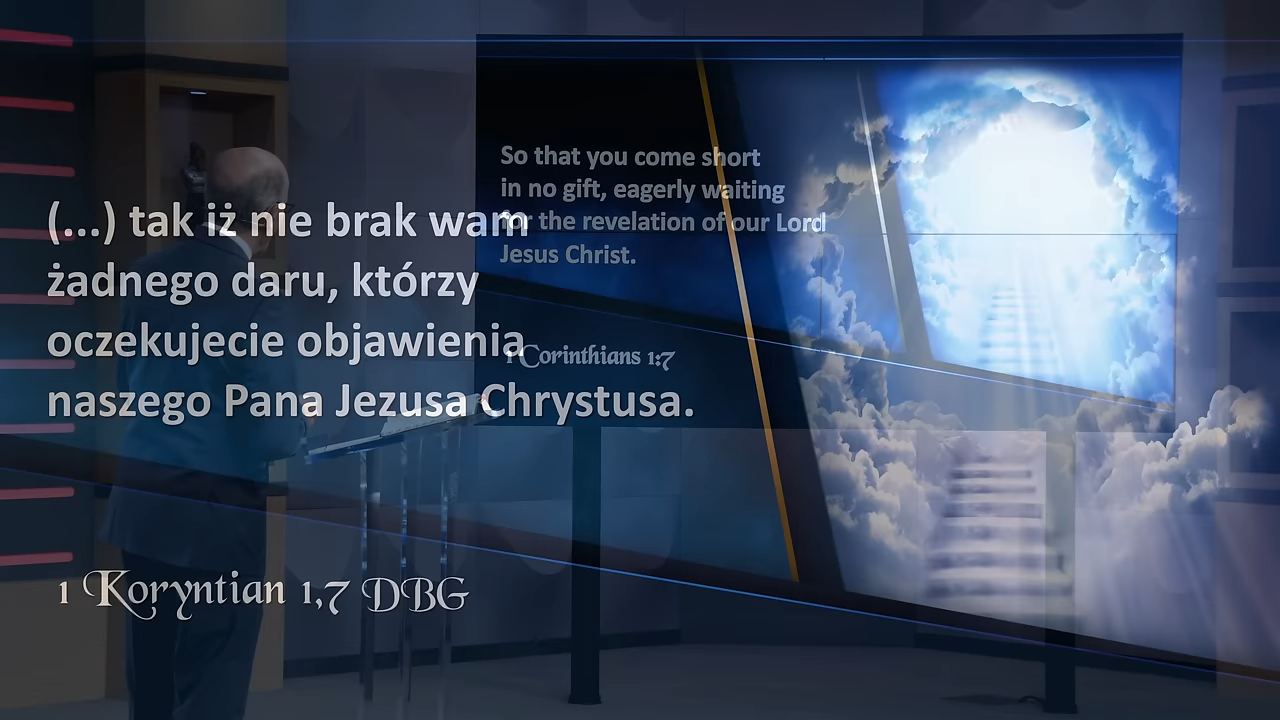 (...) tak iż nie brak wam
żadnego daru, którzy
oczekujecie objawienia
naszego Pana Jezusa Chrystusa.
1 Koryntian 1,7 DBG
So that you come short
in no gift, eagerly waiting
for the revelation of our Lord
Jesus Christ.
1 Corinthians 1:7